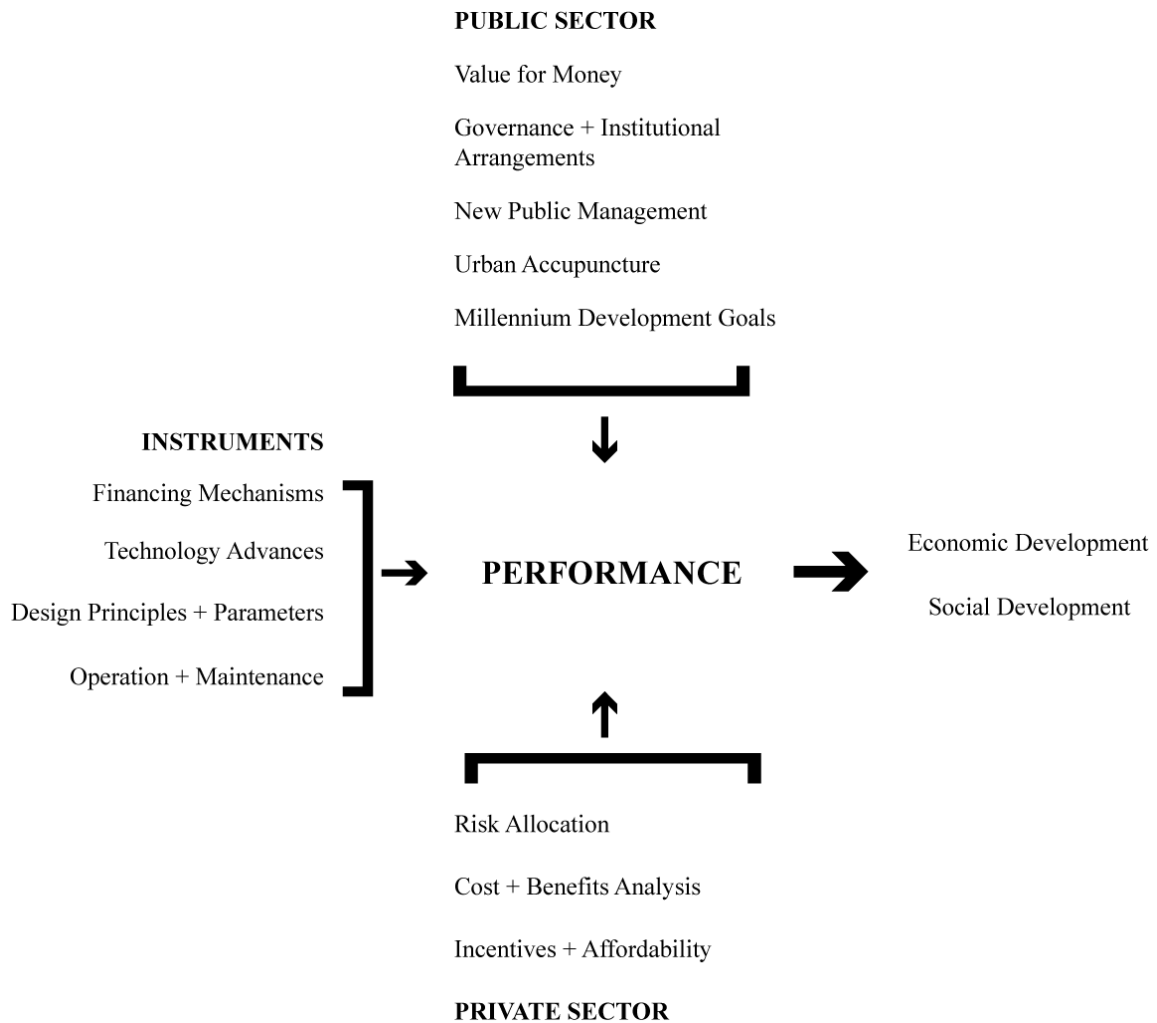 PUBLIC SECTOR
Value for Money
Governance + Institutional
Arrangements
New Public Management
Urban Accupuncture
Millennium Development Goals
INSTRUMENTS
Financing Mechanisms
Technology Advances
Design Principles + Parameters
Operation + Maintenance
PERFORMANCE
Economic Development
Social Development
Risk Allocation
Cost + Benefits Analysis
Incentives + Affordability
PRIVATE SECTOR